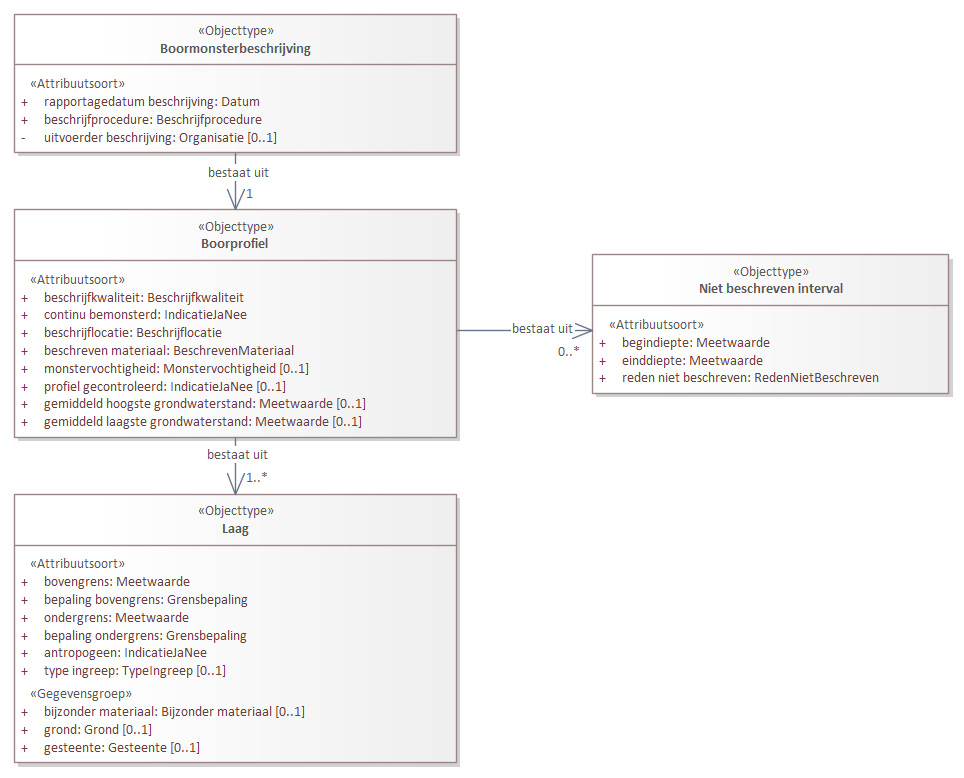 «Objecttype»
Boormonsterbeschrijving
«Attribuutsoort»
+ rapportagedatum beschrijving: Datum
+ beschrijfprocedure: Beschrijfprocedure
- uitvoerder beschrijving: Organisatie [0..1]
bestaat uit
1
«Objecttype»
Boorprofiel
«Attribuutsoort»
+ beschrijfkwaliteit: Beschrijfkwaliteit
+ continu bemonsterd: IndicatieJaNee
+ beschrijflocatie: Beschrijflocatie
+ beschreven materiaal: BeschrevenMateriaal
+ monstervochtigheid: Monstervochtigheid [0..1]
+ profiel gecontroleerd: IndicatieJaNee [0..1]
+ gemiddeld hoogste grondwaterstand: Meetwaarde [0..1]
+ gemiddeld laagste grondwaterstand: Meetwaarde [0..1]
bestaat uit
0..*
«Objecttype»
Niet beschreven interval
«Attribuutsoort»
+ begindiepte: Meetwaarde
+ einddiepte: Meetwaarde
+ reden niet beschreven: RedenNietBeschreven
bestaat uit
1..*
«Objecttype»
Laag
«Attribuutsoort»
+ bovengrens: Meetwaarde
+ bepaling bovengrens: Grensbepaling
+ ondergrens: Meetwaarde
+ bepaling ondergrens: Grensbepaling
+ antropogeen: IndicatieJaNee
+ type ingreep: TypeIngreep [0..1]
«Gegevensgroep»
+ bijzonder materiaal: Bijzonder materiaal [0..1]
+ grond: Grond [0..1]
+ gesteente: Gesteente [0..1]